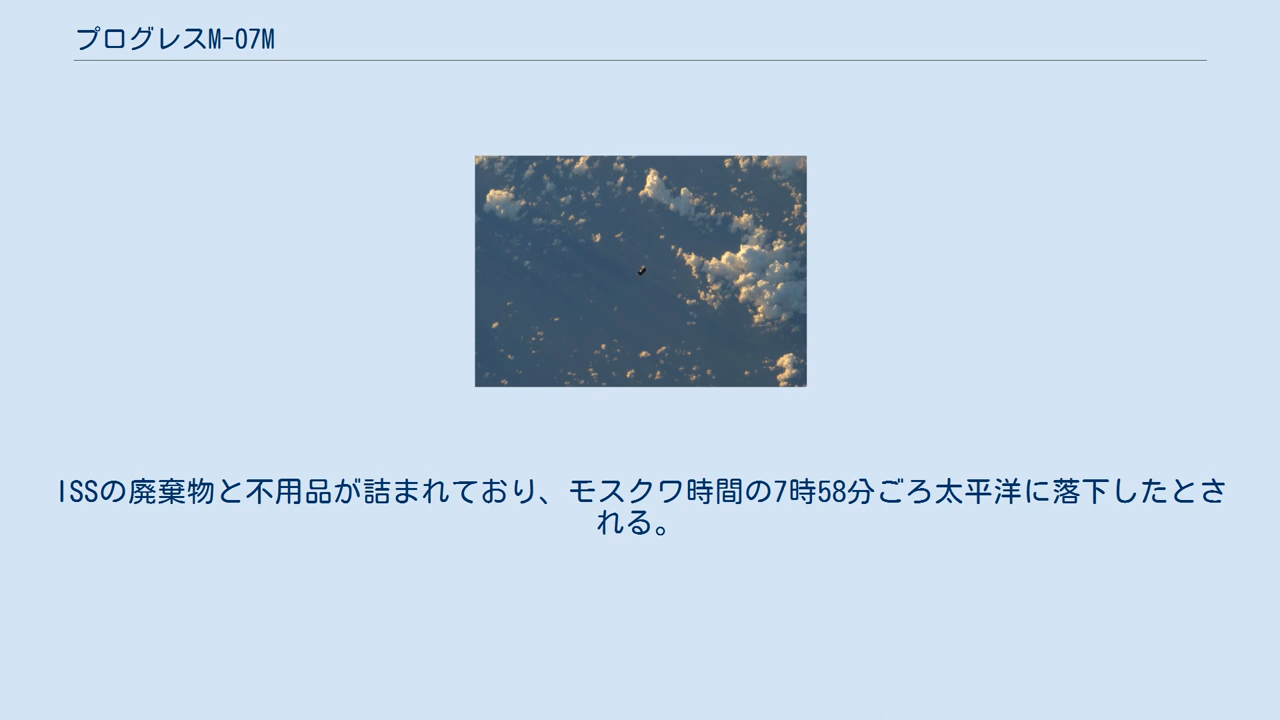 プログレスM-07M
ISSの廃棄物と不用品が詰まれており、モスクワ時間の7時58分ごろ太平洋に落下したとさ
れる。